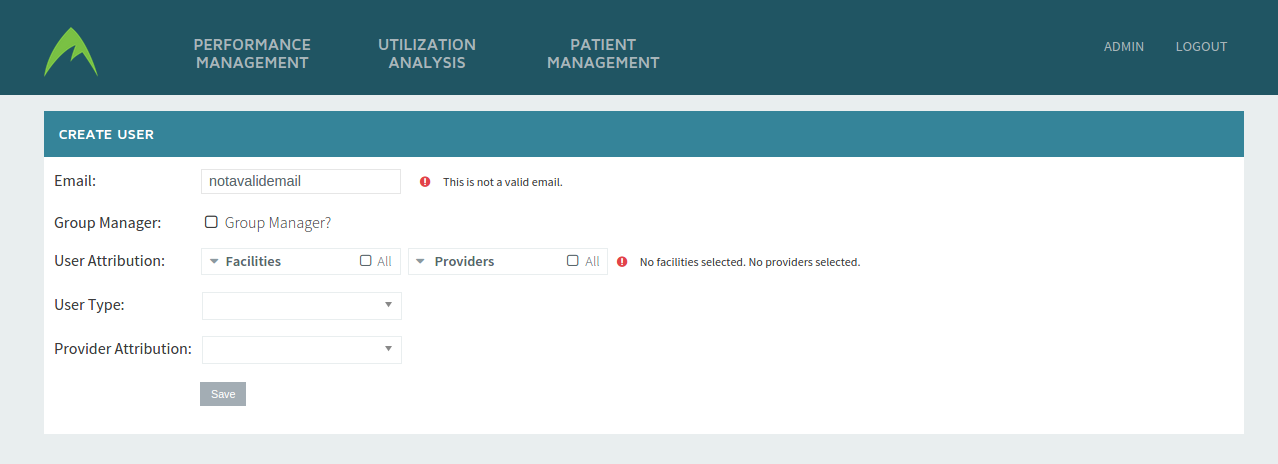 PERFORMANCE
MANAGEMENT
UTILIZATION
ANALYSIS
PATIENT
MANAGEMENT
ADMIN
LOGOUT
CREATE USER
Email: notavalidemail This is not a valid email.
Group Manager: Group Manager?
User Attribution: Facilities All Providers All No facilities selected. No providers selected.
User Type:
Provider Attribution:
Save